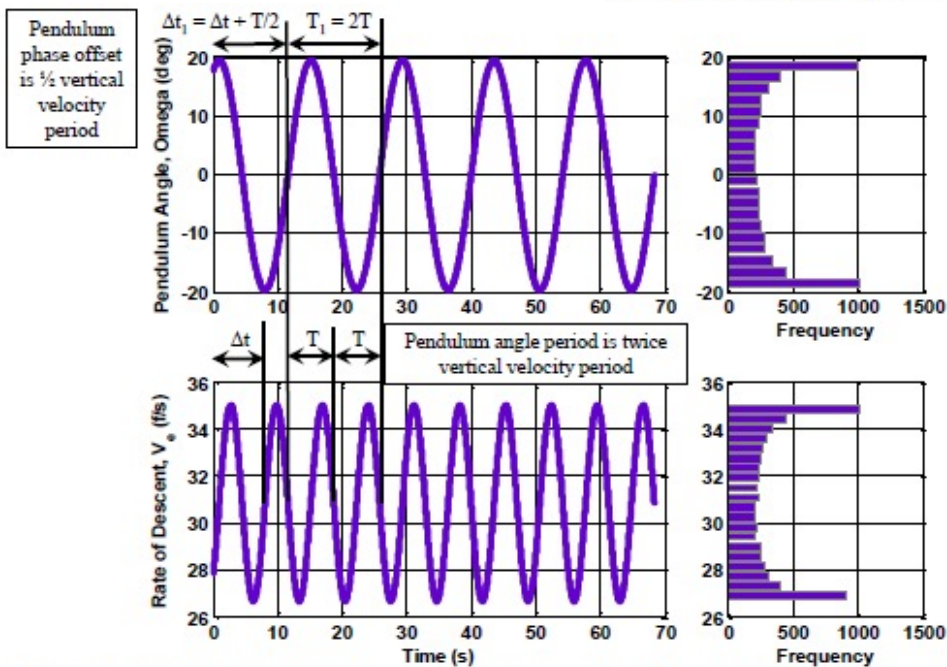 Δt₁ = Δt + T/2
T₁ = 2T
Pendulum
phase offset
is ½ vertical
velocity
period
Pendulum Angle, Omega (deg)
20
10
0
-10
-20
0 10 20 30 40 50 60 70
20
10
0
-10
-20
0 500 1000 1500
Frequency
Δt
T
T
Pendulum angle period is twice
vertical velocity period
Rate of Descent, Vₑ (f/s)
36
34
32
30
28
26
0 10 20 30 40 50 60 70
Time (s)
36
34
32
30
28
26
0 500 1000 1500
Frequency